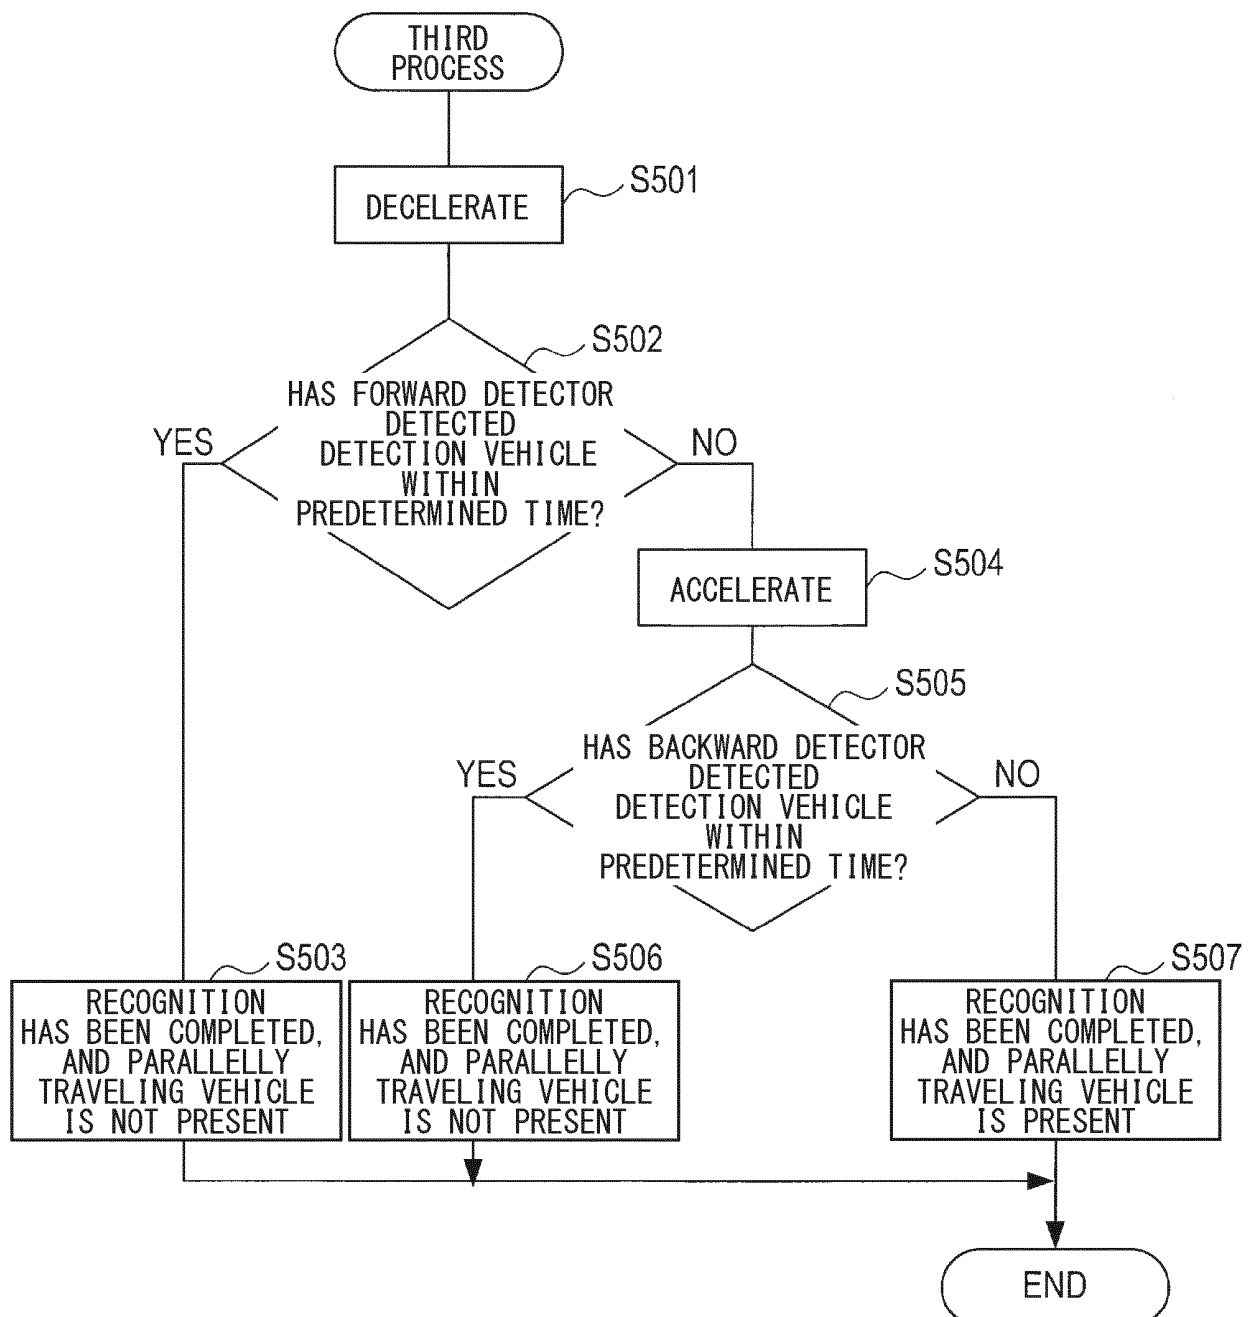 THIRD
PROCESS
DECELERATE
S501
S502
HAS FORWARD DETECTOR
DETECTED
DETECTION VEHICLE
WITHIN
PREDETERMINED TIME?
YES
NO
ACCELERATE
S504
S505
HAS BACKWARD DETECTOR
DETECTED
DETECTION VEHICLE
WITHIN
PREDETERMINED TIME?
YES
NO
S503
RECOGNITION
HAS BEEN COMPLETED,
AND PARALLELLY
TRAVELING VEHICLE
IS NOT PRESENT
S506
RECOGNITION
HAS BEEN COMPLETED,
AND PARALLELLY
TRAVELING VEHICLE
IS NOT PRESENT
S507
RECOGNITION
HAS BEEN COMPLETED,
AND PARALLELLY
TRAVELING VEHICLE
IS PRESENT
END